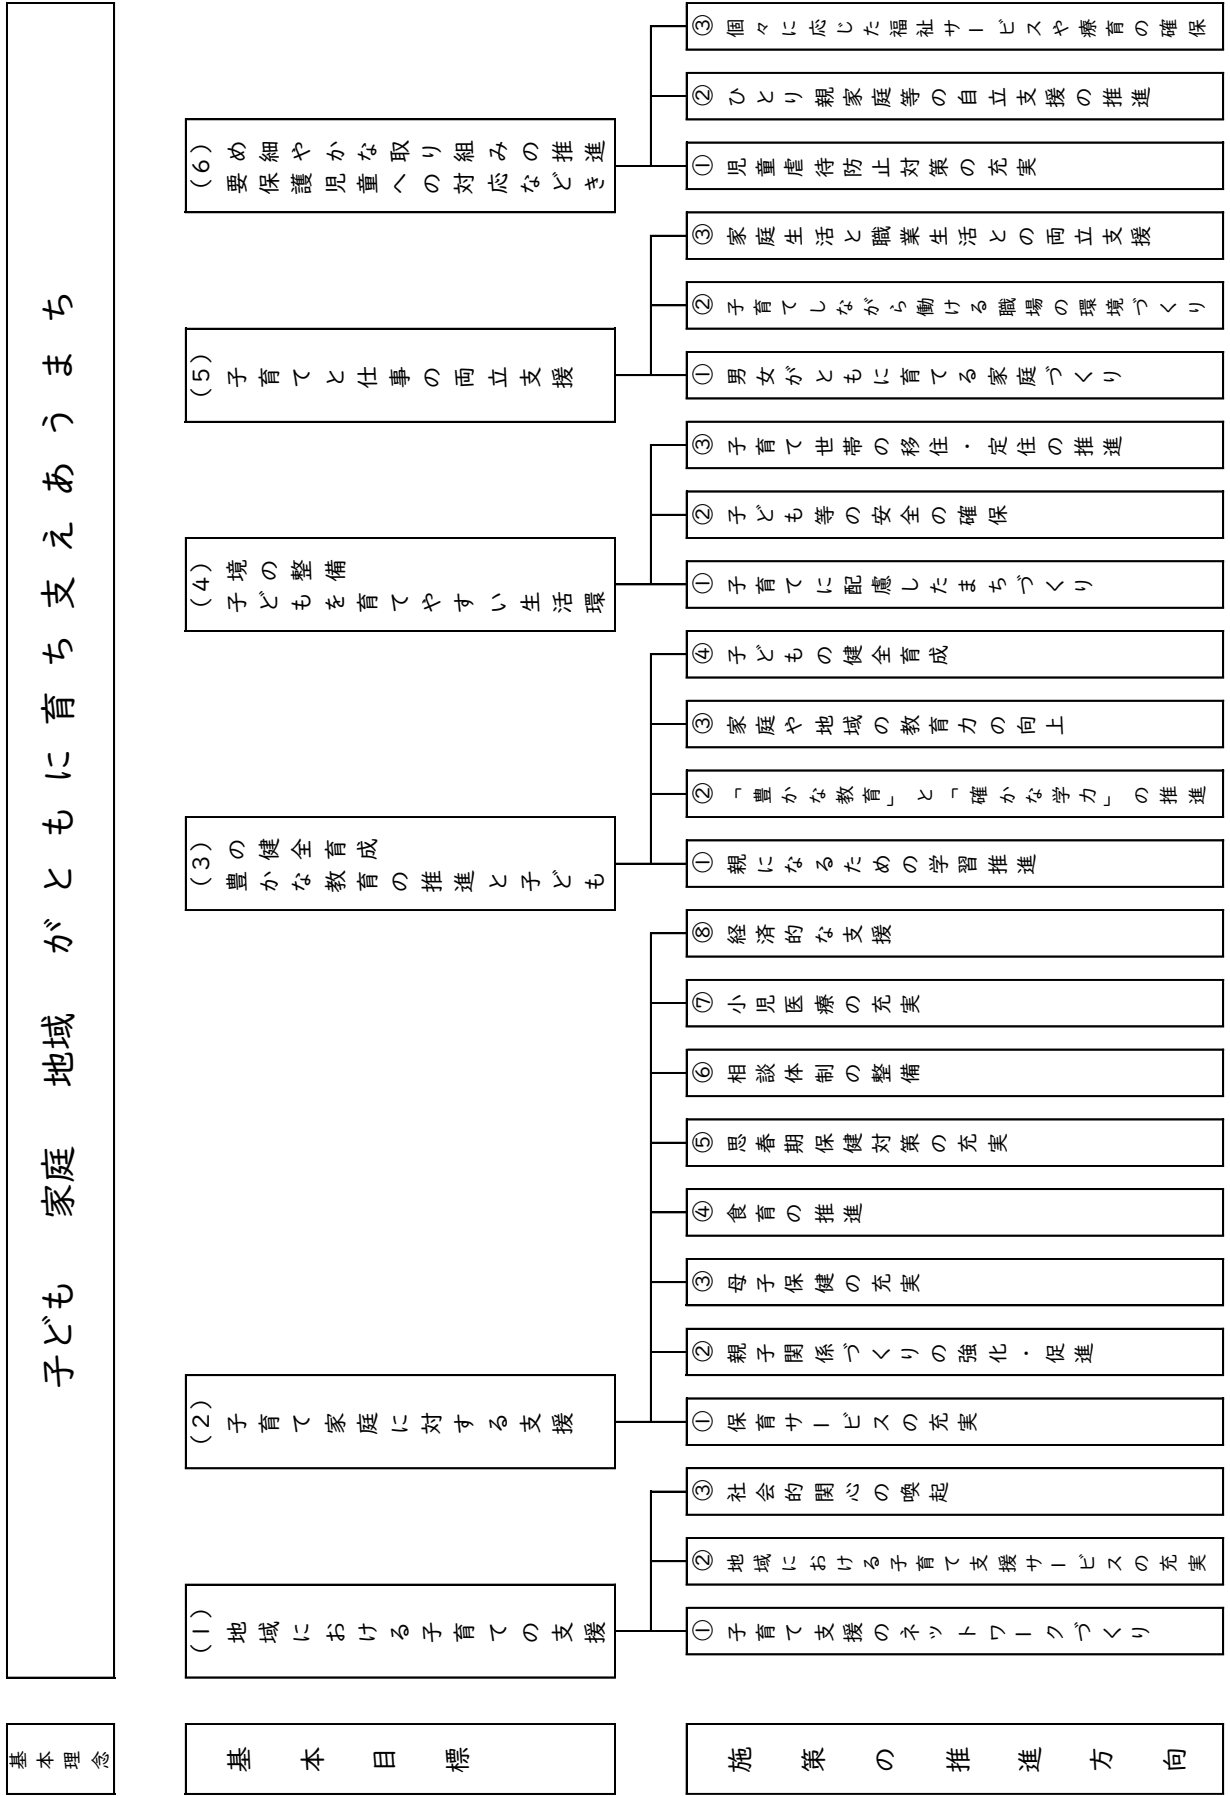 基本理念
子ども　家庭　地域　がともに育ち支えあうまち
基本目標
施策の推進方向
(1) 地域における子育ての支援
① 子育て支援のネットワークづくり
② 地域における子育て支援サービスの充実
③ 社会的関心の喚起
(2) 子育て家庭に対する支援
① 保育サービスの充実
② 親子関係づくりの強化・促進
③ 母子保健の充実
④ 食育の推進
⑤ 思春期保健対策の充実
⑥ 相談体制の整備
⑦ 小児医療の充実
⑧ 経済的な支援
(3) 豊かな教育の推進と子ども
の健全育成
① 親になるための学習推進
② 「豊かな教育」と「確かな学力」の推進
③ 家庭や地域の教育力の向上
④ 子どもの健全育成
(4) 子どもを育てやすい生活環
境の整備
① 子育てに配慮したまちづくり
② 子ども等の安全の確保
③ 子育て世帯の移住・定住の推進
(5) 子育てと仕事の両立支援
① 男女がともに育てる家庭づくり
② 子育てしながら働ける職場の環境づくり
③ 家庭生活と職業生活との両立支援
(6) 要保護児童への対応などき
め細やかな取り組みの推進
① 児童虐待防止対策の充実
② ひとり親家庭等の自立支援の推進
③ 個々に応じた福祉サービスや療育の確保